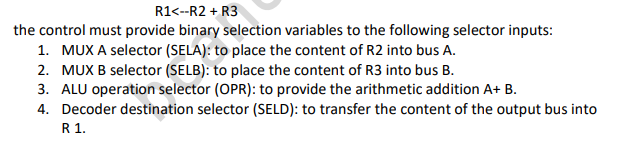 R1<--R2 + R3
the control must provide binary selection variables to the following selector inputs:
1. MUX A selector (SELA): to place the content of R2 into bus A.
2. MUX B selector (SELB): to place the content of R3 into bus B.
3. ALU operation selector (OPR): to provide the arithmetic addition A+ B.
4. Decoder destination selector (SELD): to transfer the content of the output bus into
R 1.